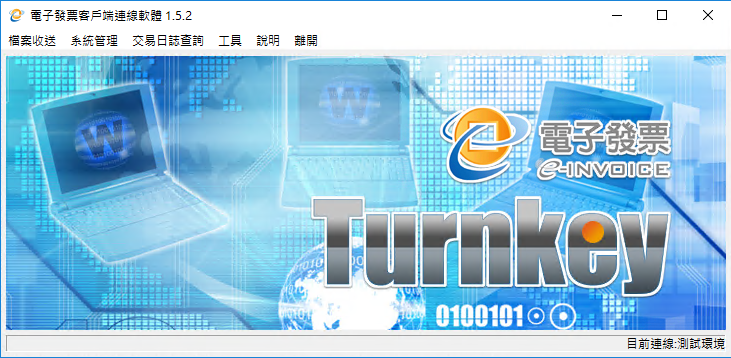 電子發票客戶端連線軟體 1.5.2
檔案收送 系統管理 交易日誌查詢 工具 說明 離開
W
W
W
電子發票
e-INVOICE
Turnkey
0100101
目前連線:測試環境